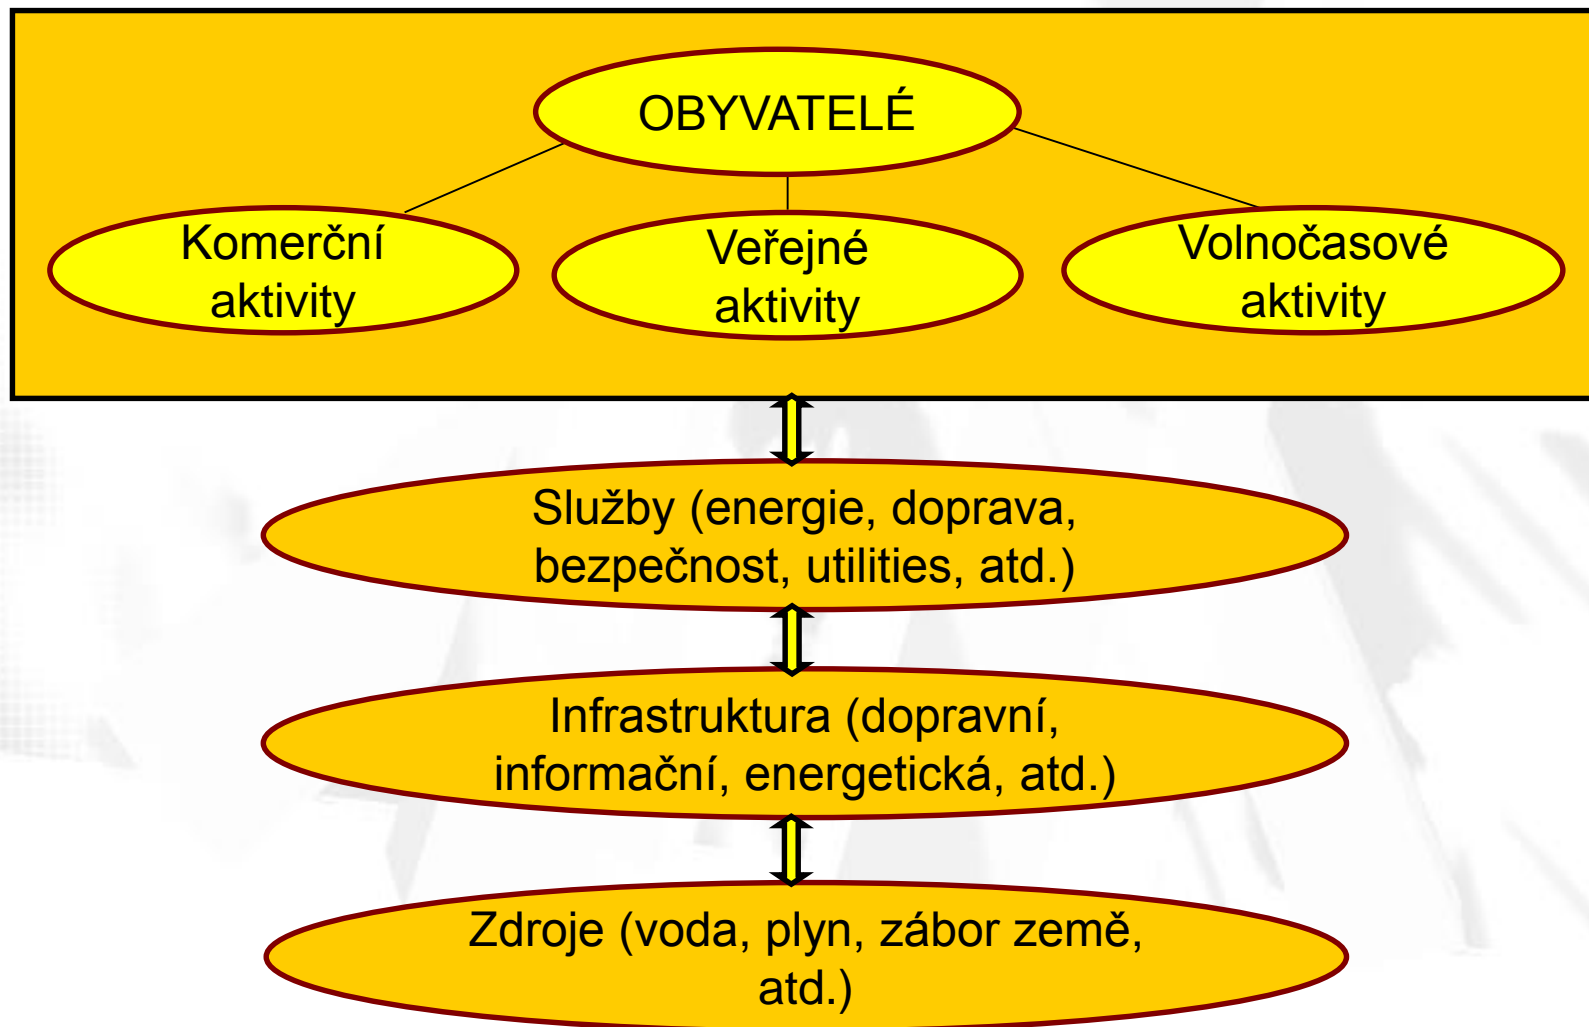 OBYVATELÉ
Komerční
aktivity
Veřejné
aktivity
Volnočasové
aktivity
Služby (energie, doprava,
bezpečnost, utilities, atd.)
Infrastruktura (dopravní,
informační, energetická, atd.)
Zdroje (voda, plyn, zábor země,
atd.)